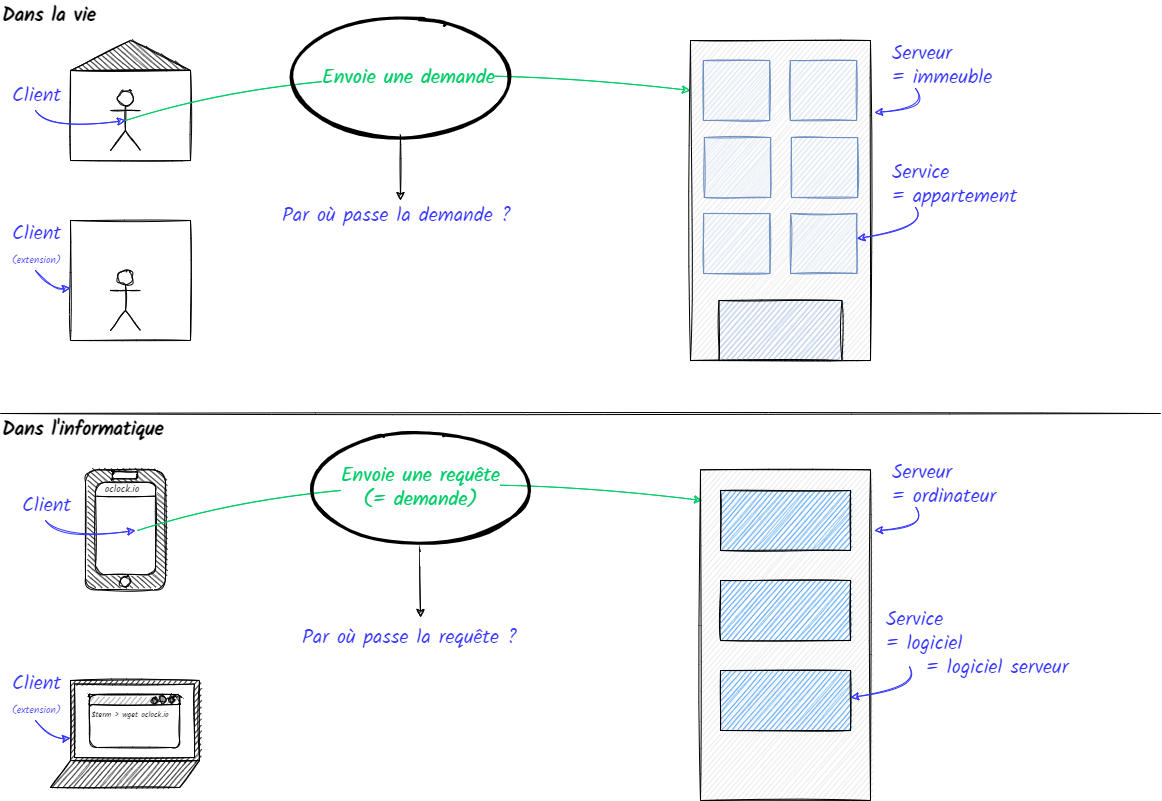 Dans la vie
Client
Envoie une demande
Serveur
= immeuble
Service
= appartement
Par où passe la demande ?
Client
(extension)
Dans l'informatique
oclock.io
Client
Envoie une requête
(= demande)
Serveur
= ordinateur
Par où passe la requête ?
Service
= logiciel
= logiciel serveur
Client
(extension)
$term > wget oclock.io